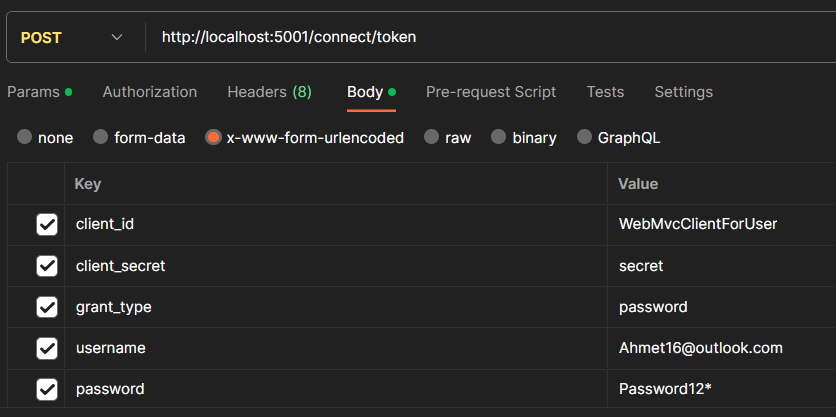 POST http://localhost:5001/connect/token
Params Authorization Headers (8) Body Pre-request Script Tests Settings
none form-data x-www-form-urlencoded raw binary GraphQL
Key Value
client_id WebMvcClientForUser
client_secret secret
grant_type password
username Ahmet16@outlook.com
password Password12*